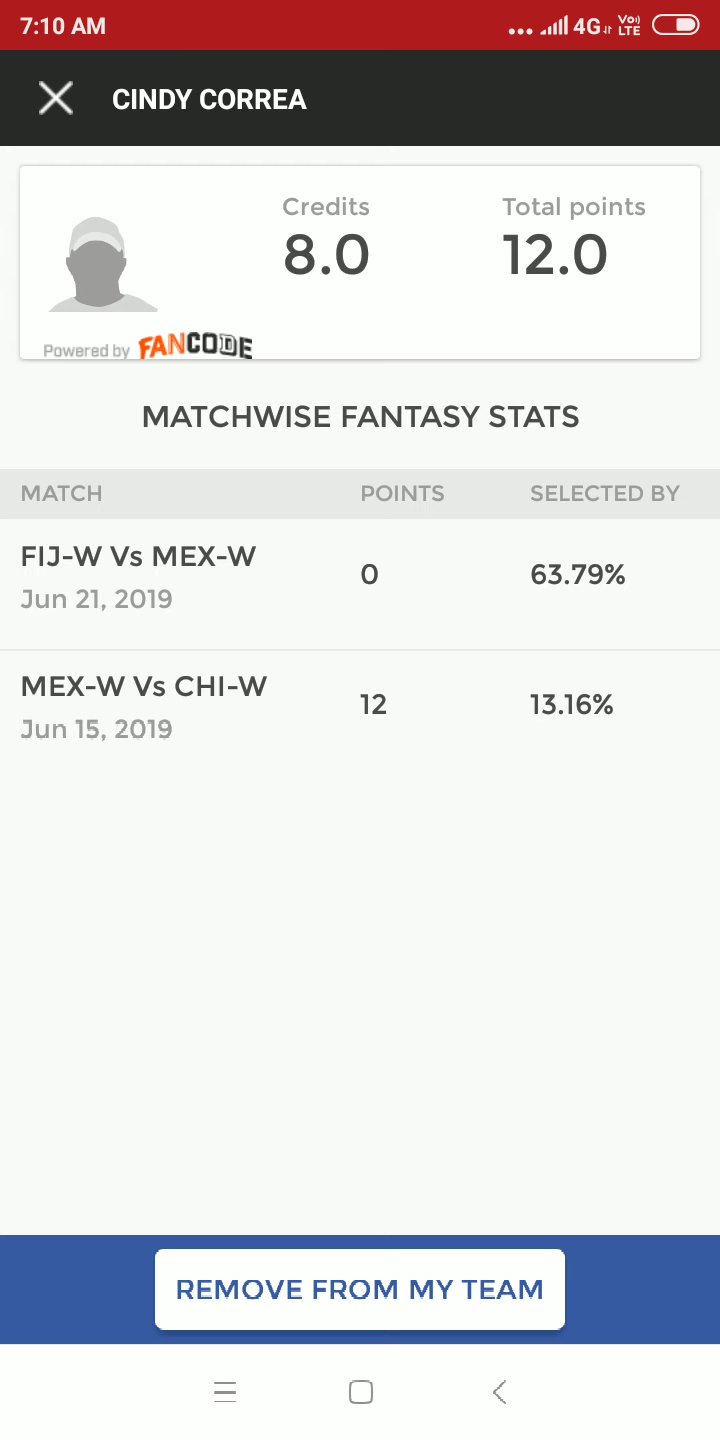 7:10 AM
4G
Vo) LTE
CINDY CORREA
Credits
Total points
8.0
12.0
Powered by FANCODE
MATCHWISE FANTASY STATS
MATCH POINTS SELECTED BY
FIJ-W Vs MEX-W
0 63.79%
Jun 21, 2019
MEX-W Vs CHI-W
12 13.16%
Jun 15, 2019
REMOVE FROM MY TEAM